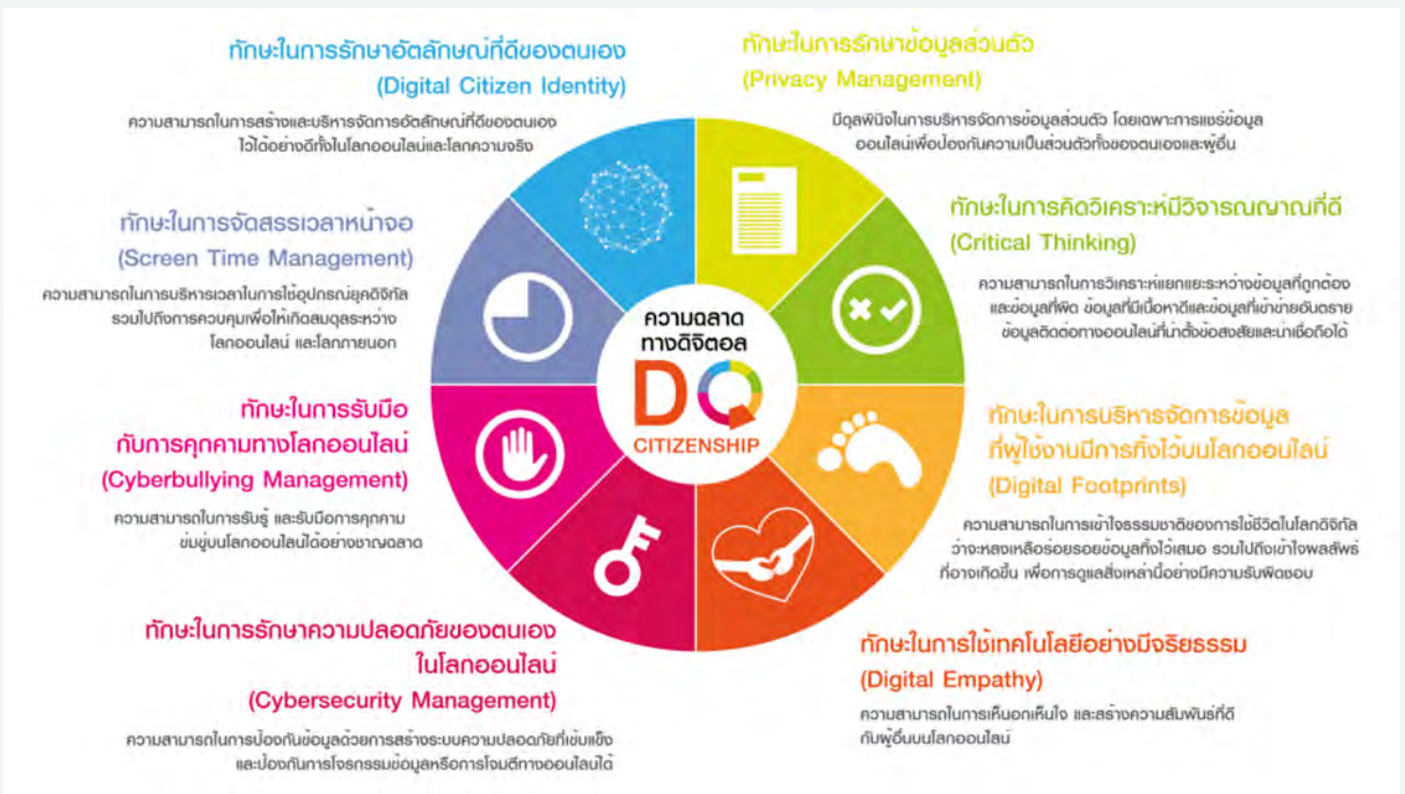 ทักษะในการรักษาอัตลักษณ์ที่ดีของตนเอง
(Digital Citizen Identity)
ความสามารถในการสร้างและบริหารจัดการอัตลักษณ์ที่ดีของตนเอง
ไว้ได้อย่างดีทั้งในโลกออนไลน์และโลกความจริง
ทักษะในการรักษาข้อมูลส่วนตัว
(Privacy Management)
มีดุลพินิจในการบริหารจัดการข้อมูลส่วนตัว โดยเฉพาะการแชร์ข้อมูล
ออนไลน์เพื่อป้องกันความเป็นส่วนตัวทั้งของตนเองและผู้อื่น
ทักษะในการจัดสรรเวลาหน้าจอ
(Screen Time Management)
ความสามารถในการบริหารเวลาในการใช้อุปกรณ์ยุคดิจิทัล
รวมไปถึงการควบคุมเพื่อให้เกิดสมดุลระหว่าง
โลกออนไลน์ และโลกภายนอก
ทักษะในการคิดวิเคราะห์มีวิจารณญาณที่ดี
(Critical Thinking)
ความสามารถในการวิเคราะห์แยกแยะระหว่างข้อมูลที่ถูกต้อง
และข้อมูลที่ผิด ข้อมูลที่มีเนื้อหาดีและข้อมูลที่เข้าข่ายอันตราย
ข้อมูลติดต่อทางออนไลน์ที่น่าตั้งข้อสงสัยและน่าเชื่อถือได้
ความฉลาด
ทางดิจิตอล
DQ
CITIZENSHIP
ทักษะในการรับมือ
กับการคุกคามทางโลกออนไลน์
(Cyberbullying Management)
ความสามารถในการรับรู้ และรับมือการคุกคาม
ข่มขู่บนโลกออนไลน์ได้อย่างชาญฉลาด
ทักษะในการบริหารจัดการข้อมูล
ที่ผู้ใช้งานมีการทิ้งไว้บนโลกออนไลน์
(Digital Footprints)
ความสามารถในการเข้าใจธรรมชาติของการใช้ชีวิตในโลกดิจิทัล
ว่าจะหลงเหลือร่อยรอยข้อมูลทิ้งไว้เสมอ รวมไปถึงเข้าใจผลลัพธ์
ที่อาจเกิดขึ้น เพื่อการดูแลสิ่งเหล่านี้อย่างมีความรับผิดชอบ
ทักษะในการรักษาความปลอดภัยของตนเอง
ในโลกออนไลน์
(Cybersecurity Management)
ความสามารถในการป้องกันข้อมูลด้วยการสร้างระบบความปลอดภัยที่เข้มแข็ง
และป้องกันการโจรกรรมข้อมูลหรือการโจมตีทางออนไลน์ได้
ทักษะในการใช้เทคโนโลยีอย่างมีจริยธรรม
(Digital Empathy)
ความสามารถในการเห็นอกเห็นใจ และสร้างความสัมพันธ์ที่ดี
กับผู้อื่นบนโลกออนไลน์